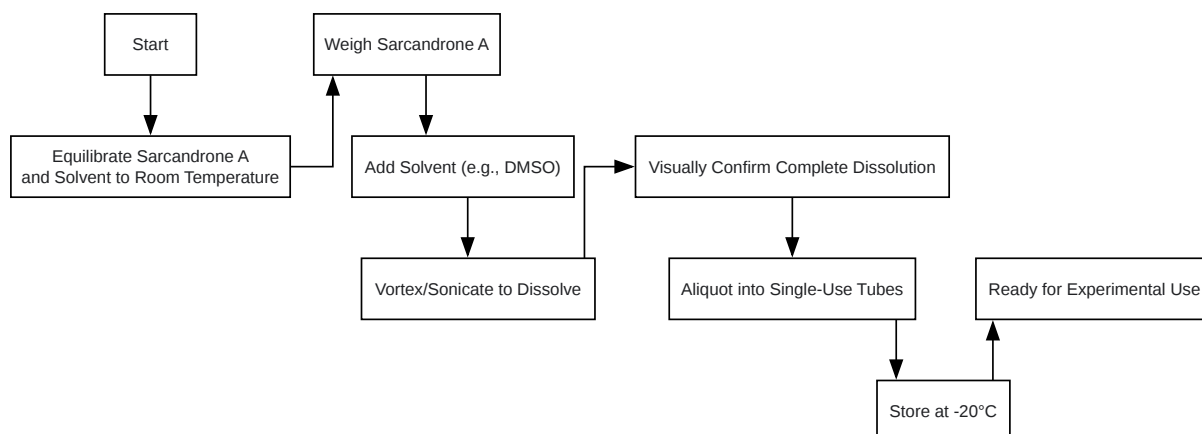 Start
Equilibrate Sarcandrone A
and Solvent to Room Temperature
Weigh Sarcandrone A
Add Solvent (e.g., DMSO)
Vortex/Sonicate to Dissolve
Visually Confirm Complete Dissolution
Aliquot into Single-Use Tubes
Store at -20°C
Ready for Experimental Use